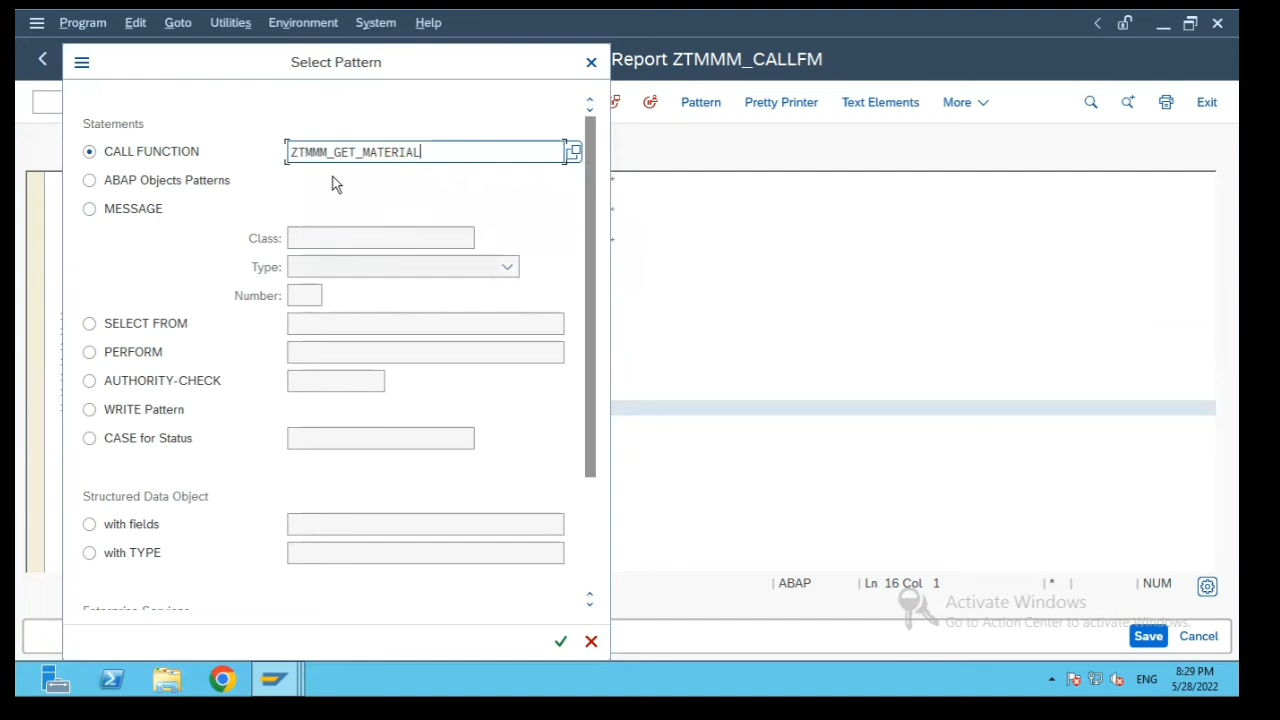 Program Edit Goto Utilities Environment System Help
Select Pattern
Report ZTMMM_CALLFM
Pattern Pretty Printer Text Elements More Exit
Statements
CALL FUNCTION ZTMMM_GET_MATERIAL
ABAP Objects Patterns
MESSAGE
Class:
Type:
Number:
SELECT FROM
PERFORM
AUTHORITY-CHECK
WRITE Pattern
CASE for Status
Structured Data Object
with fields
with TYPE
| ABAP | Ln 16 Col 1 | * | | NUM
Activate Windows
Go to Action Center to activate Windows.
Save Cancel
ENG
8:29 PM
5/28/2022